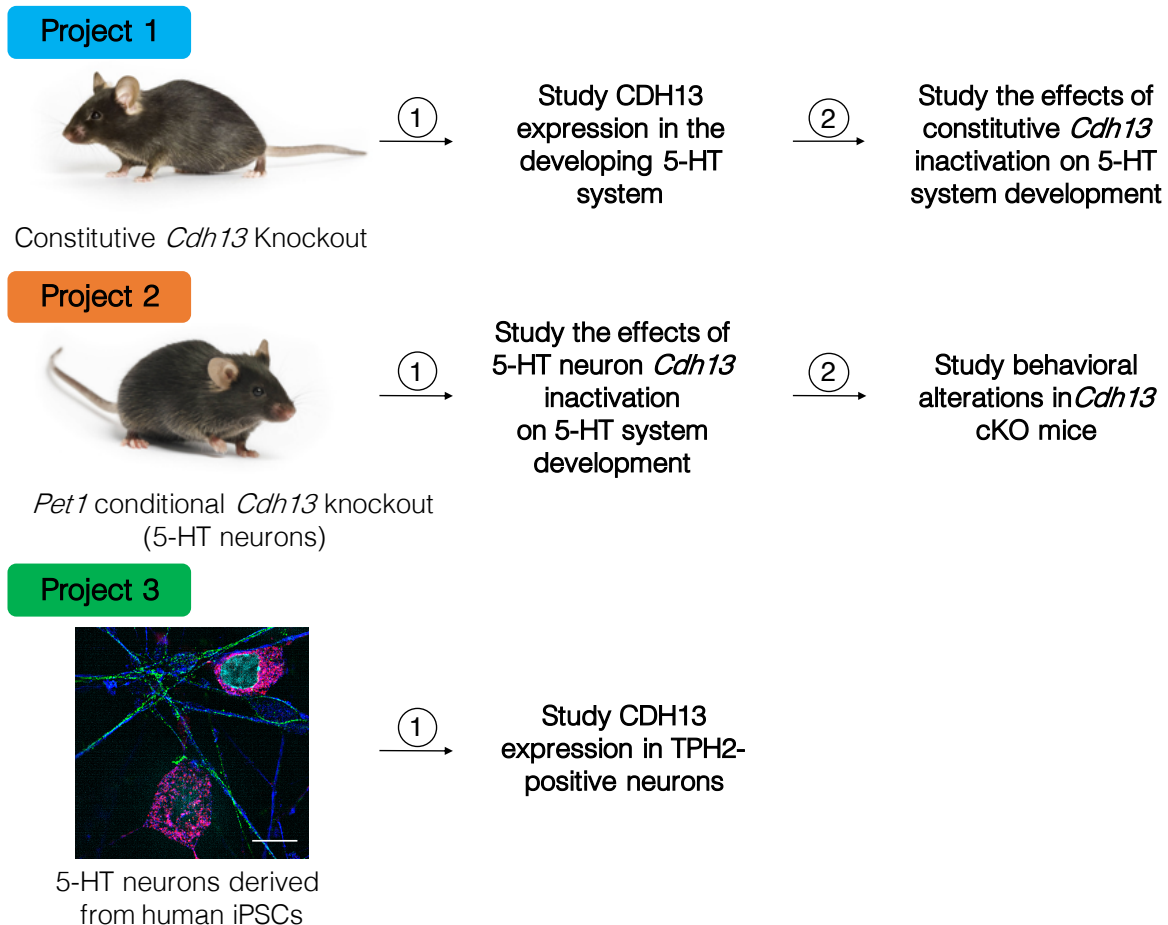 Project 1
1
Study CDH13
expression in the
developing 5-HT
system
2
Study the effects of
constitutive Cdh13
inactivation on 5-HT
system development
Constitutive Cdh13 Knockout
Project 2
1
Study the effects of
5-HT neuron Cdh13
inactivation
on 5-HT system
development
2
Study behavioral
alterations in Cdh13
cKO mice
Pet1 conditional Cdh13 knockout
(5-HT neurons)
Project 3
1
Study CDH13
expression in TPH2-
positive neurons
5-HT neurons derived
from human iPSCs